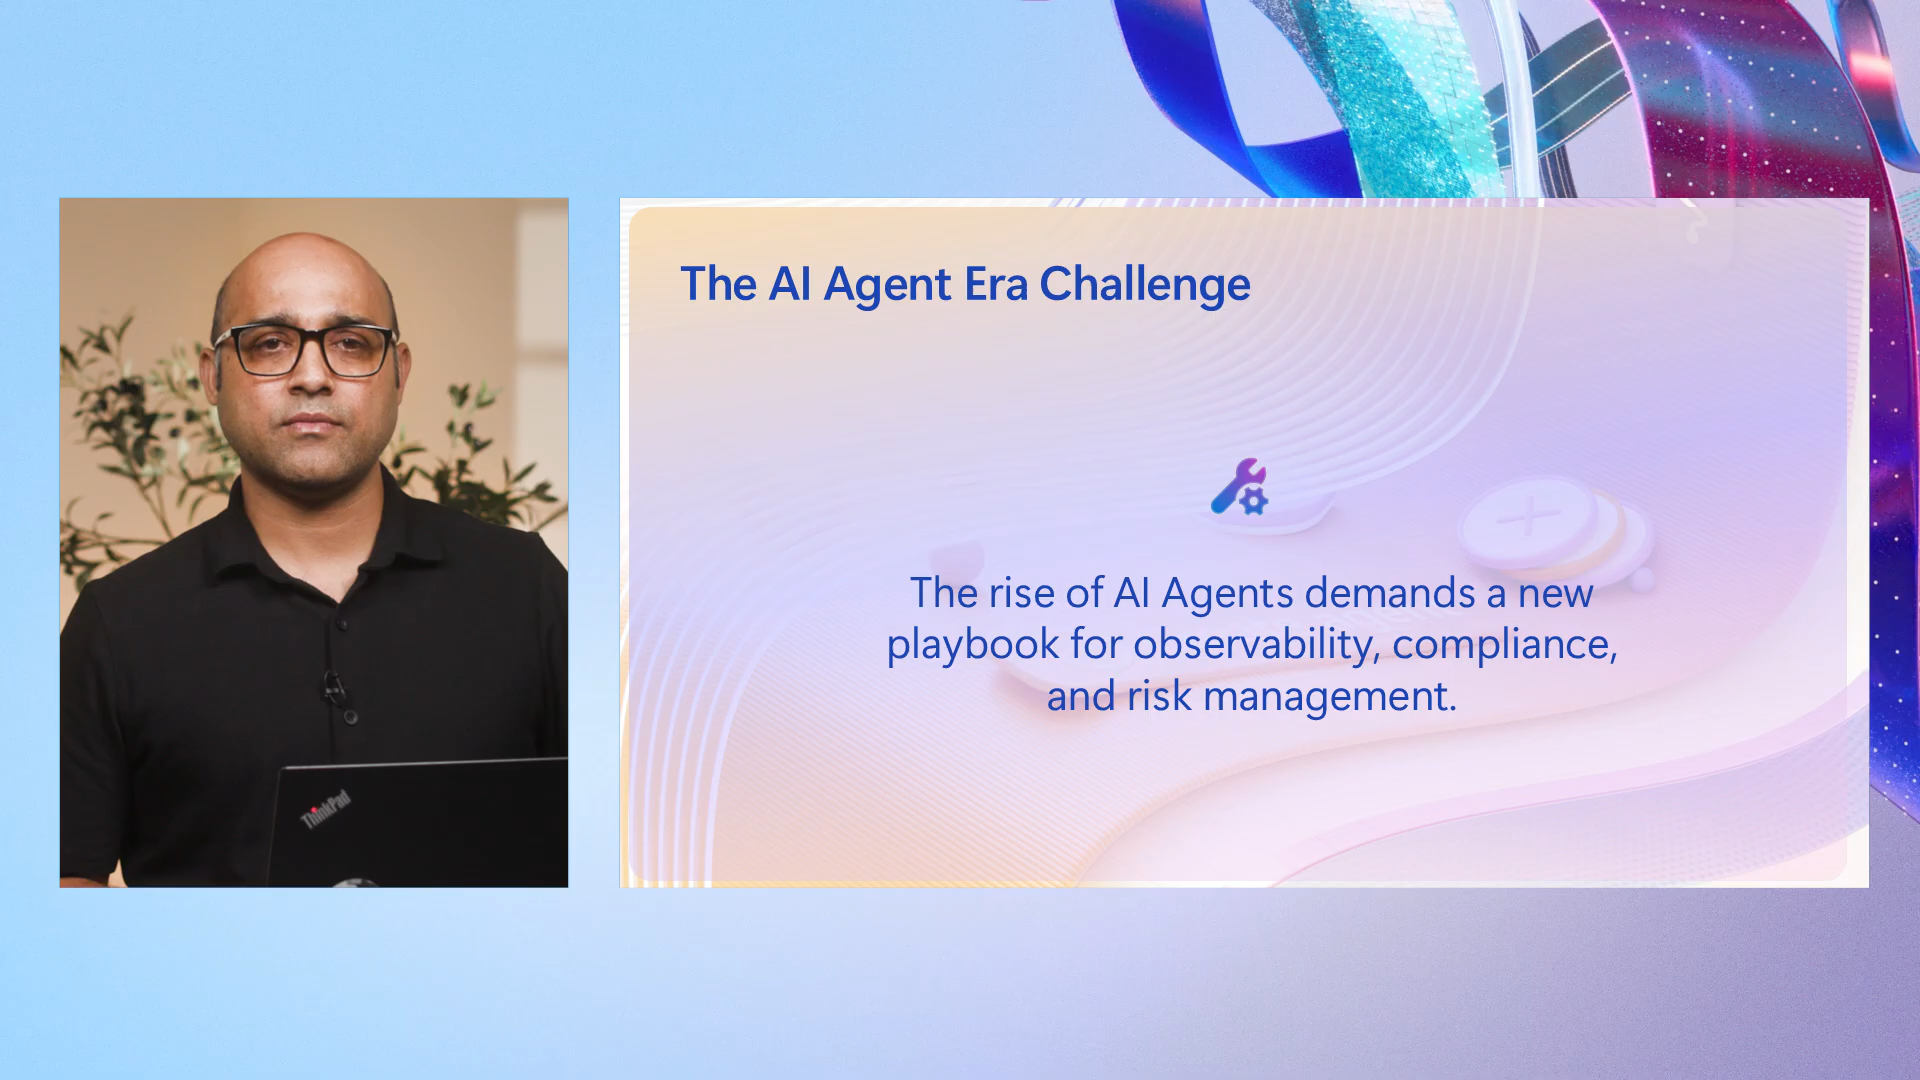 The AI Agent Era Challenge
The rise of AI Agents demands a new
playbook for observability, compliance,
and risk management.
ThinkPad